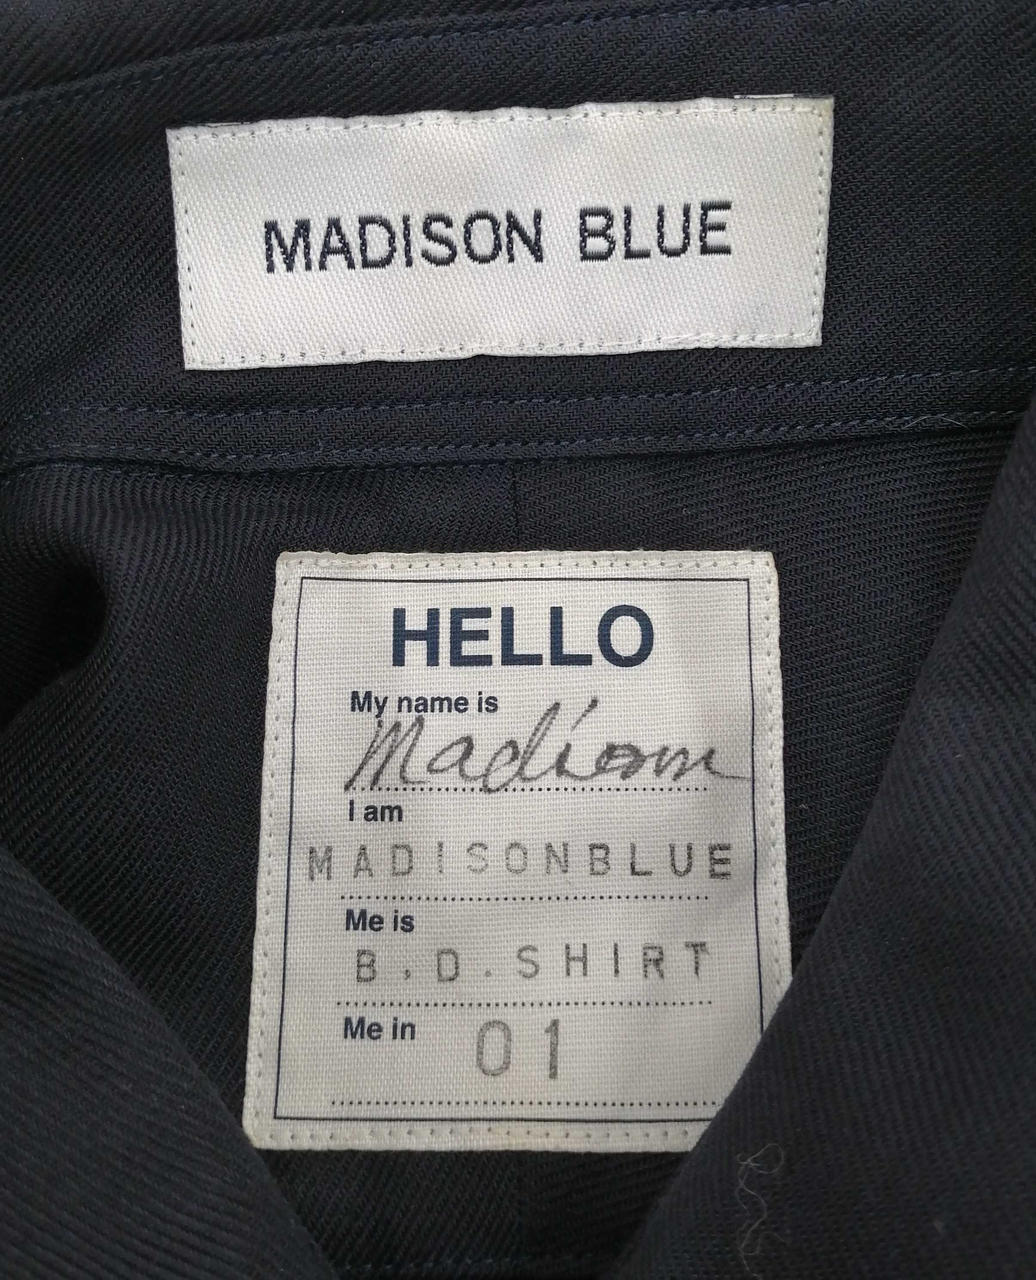 MADISON BLUE
HELLO
My name is
Madison
I am
MADISONBLUE
Me is
B.D.SHIRT
Me in
01